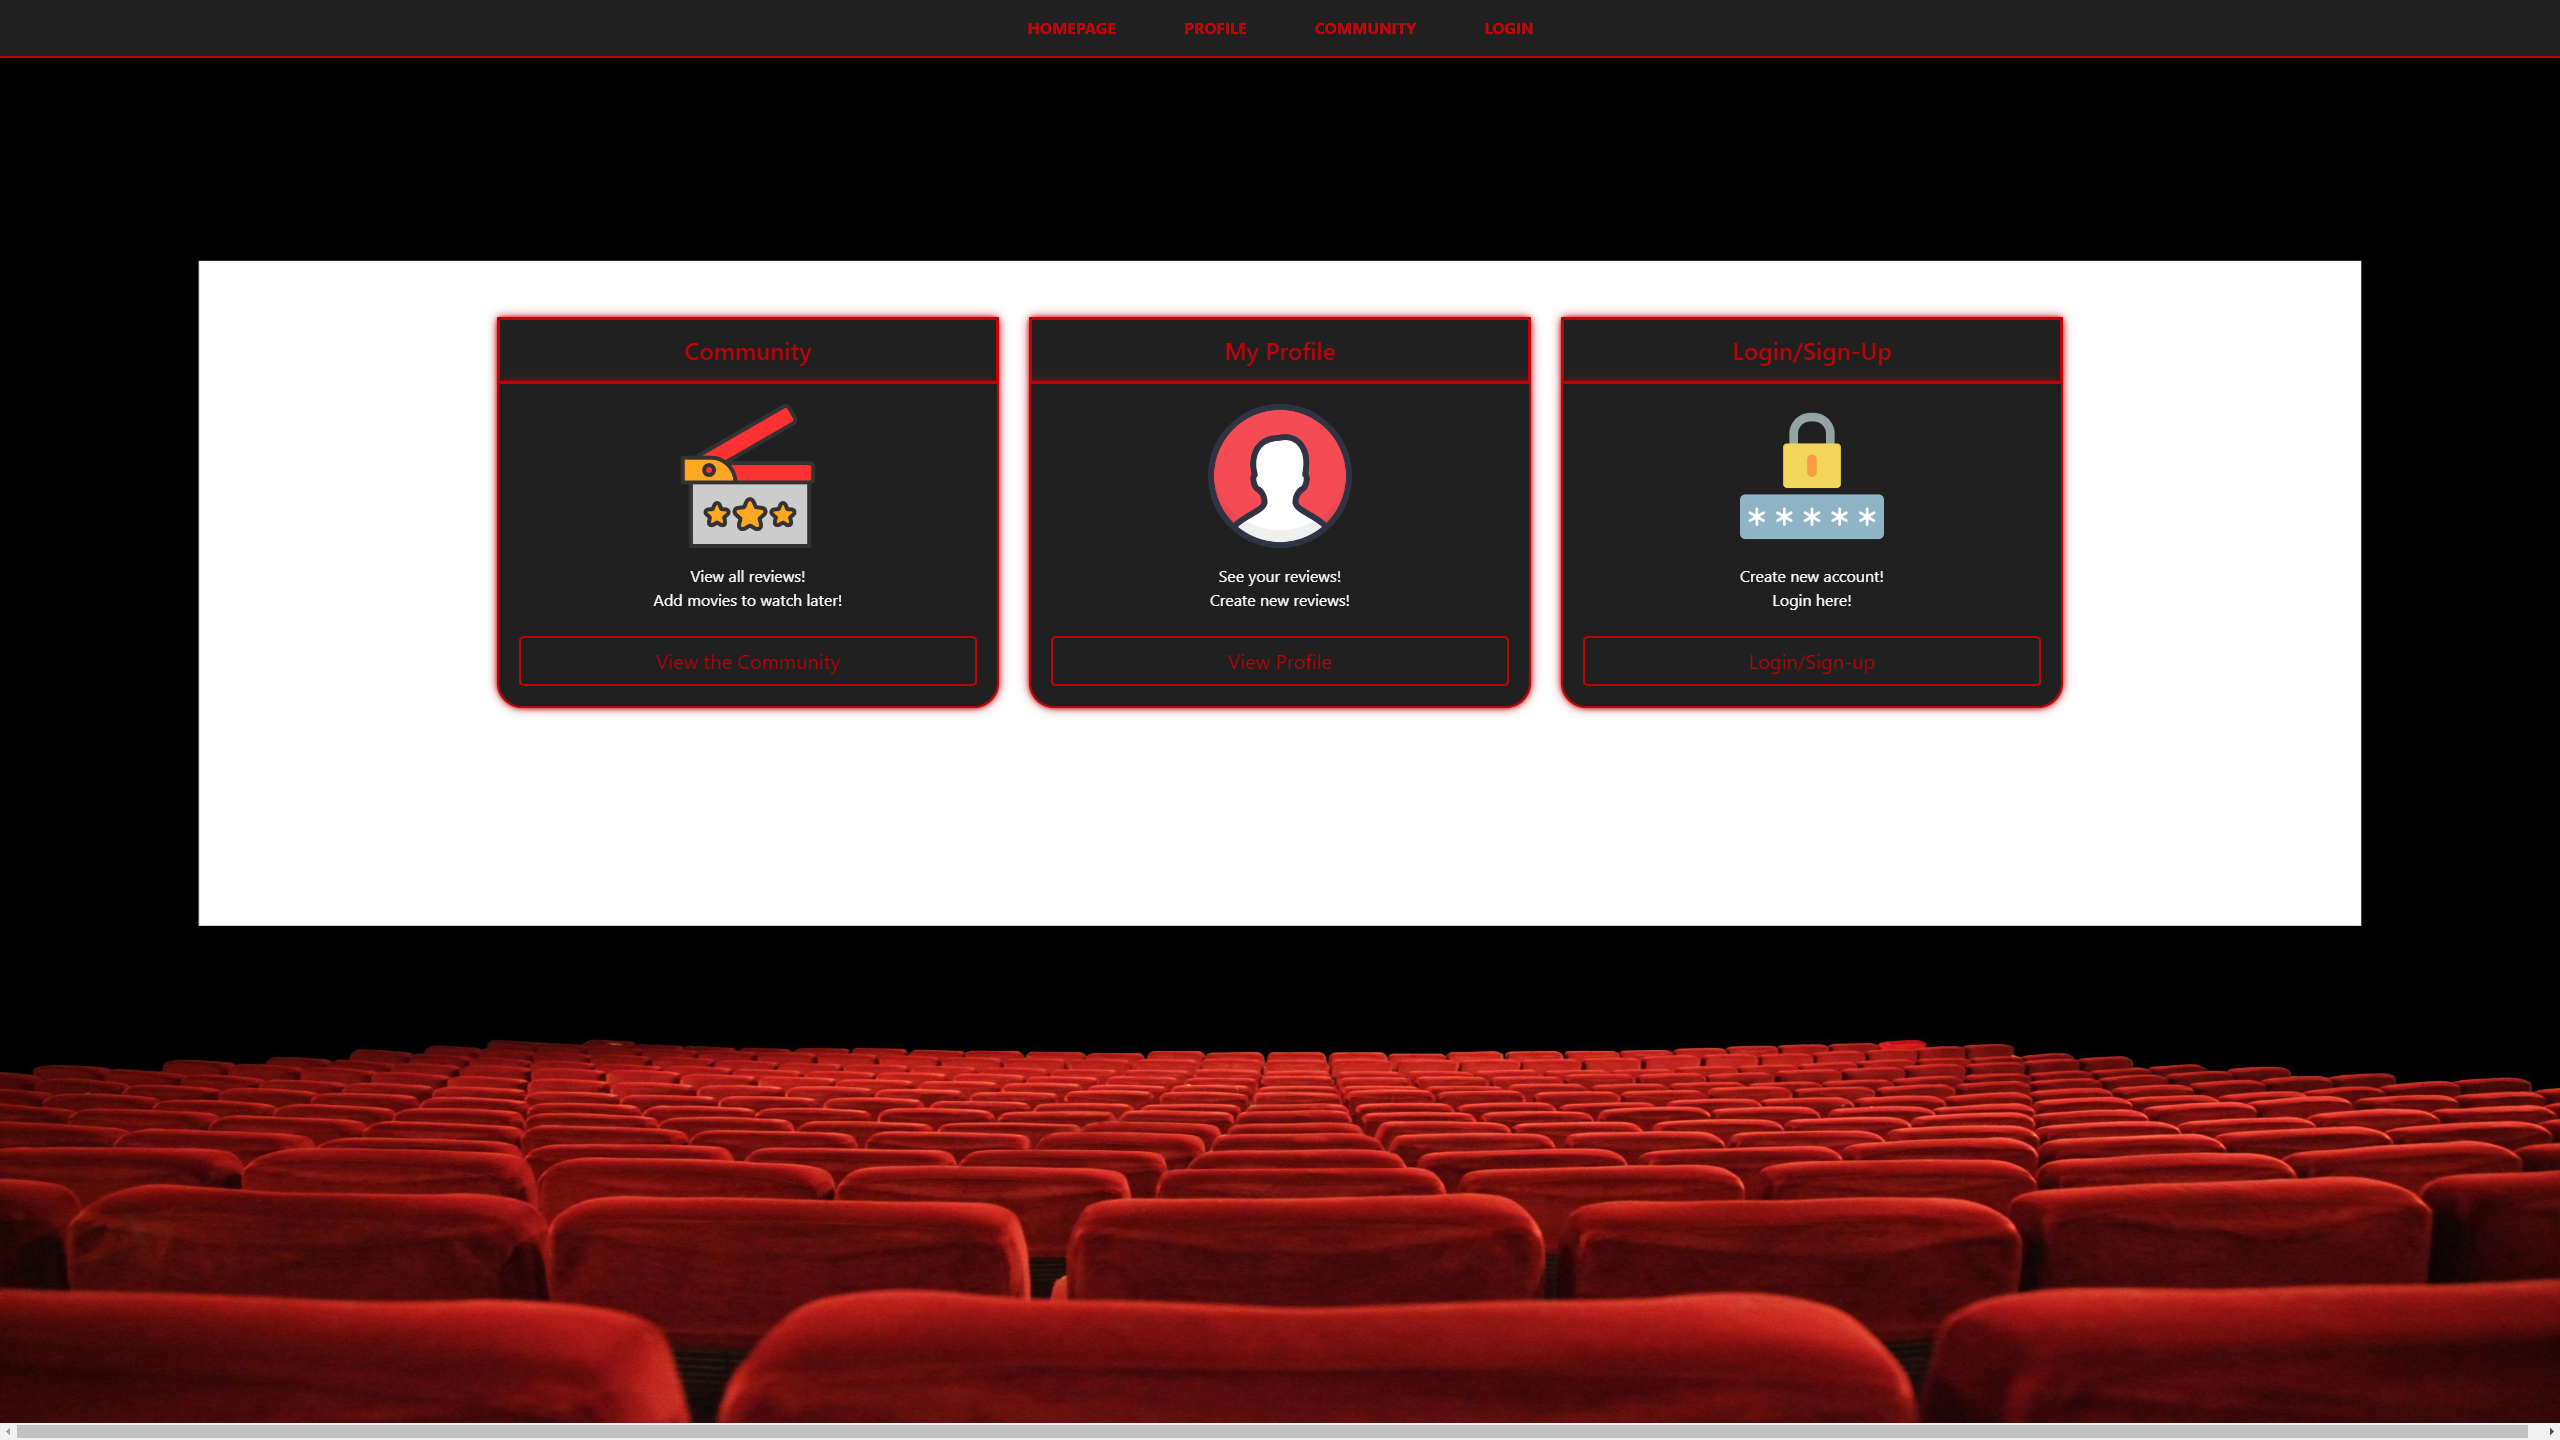 HOMEPAGE PROFILE COMMUNITY LOGIN
Community
View all reviews!
Add movies to watch later!
View the Community
My Profile
See your reviews!
Create new reviews!
View Profile
Login/Sign-Up
*****
Create new account!
Login here!
Login/Sign-up